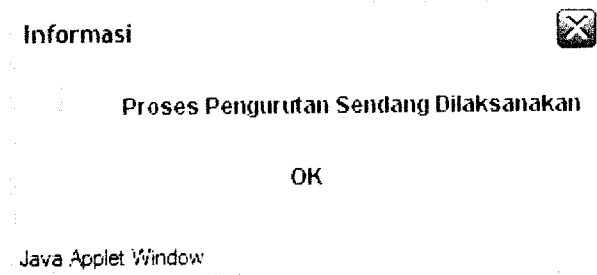 Informasi
Proses Pengurutan Sendang Dilaksanakan
OK
Java Applet Window